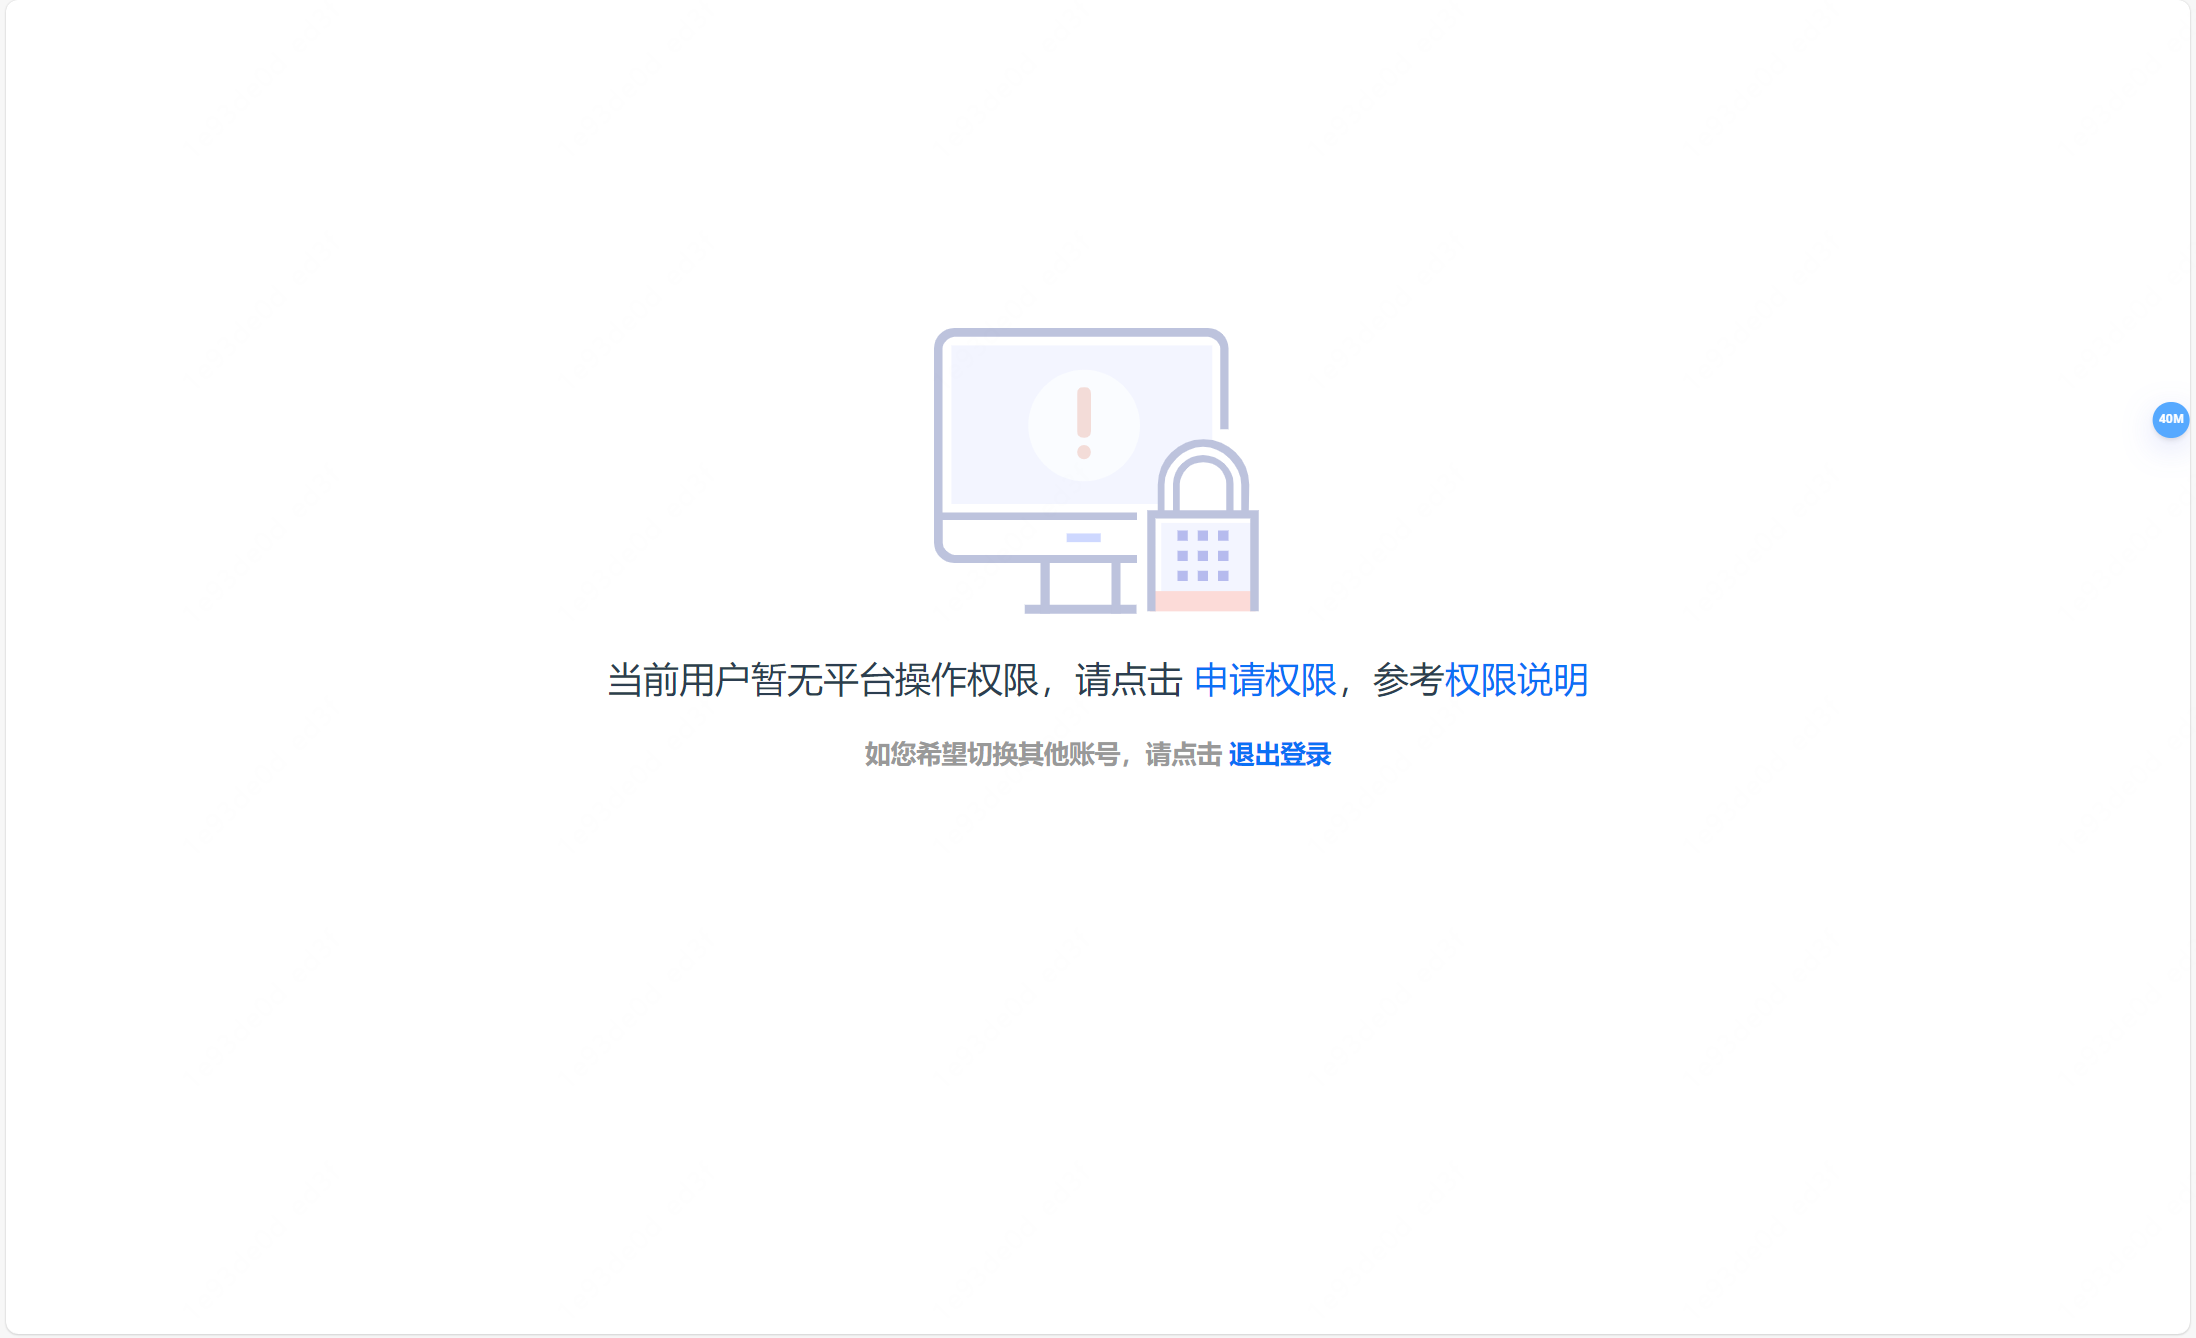 40M
当前用户暂无平台操作权限，请点击 申请权限，参考权限说明
如您希望切换其他账号，请点击 退出登录